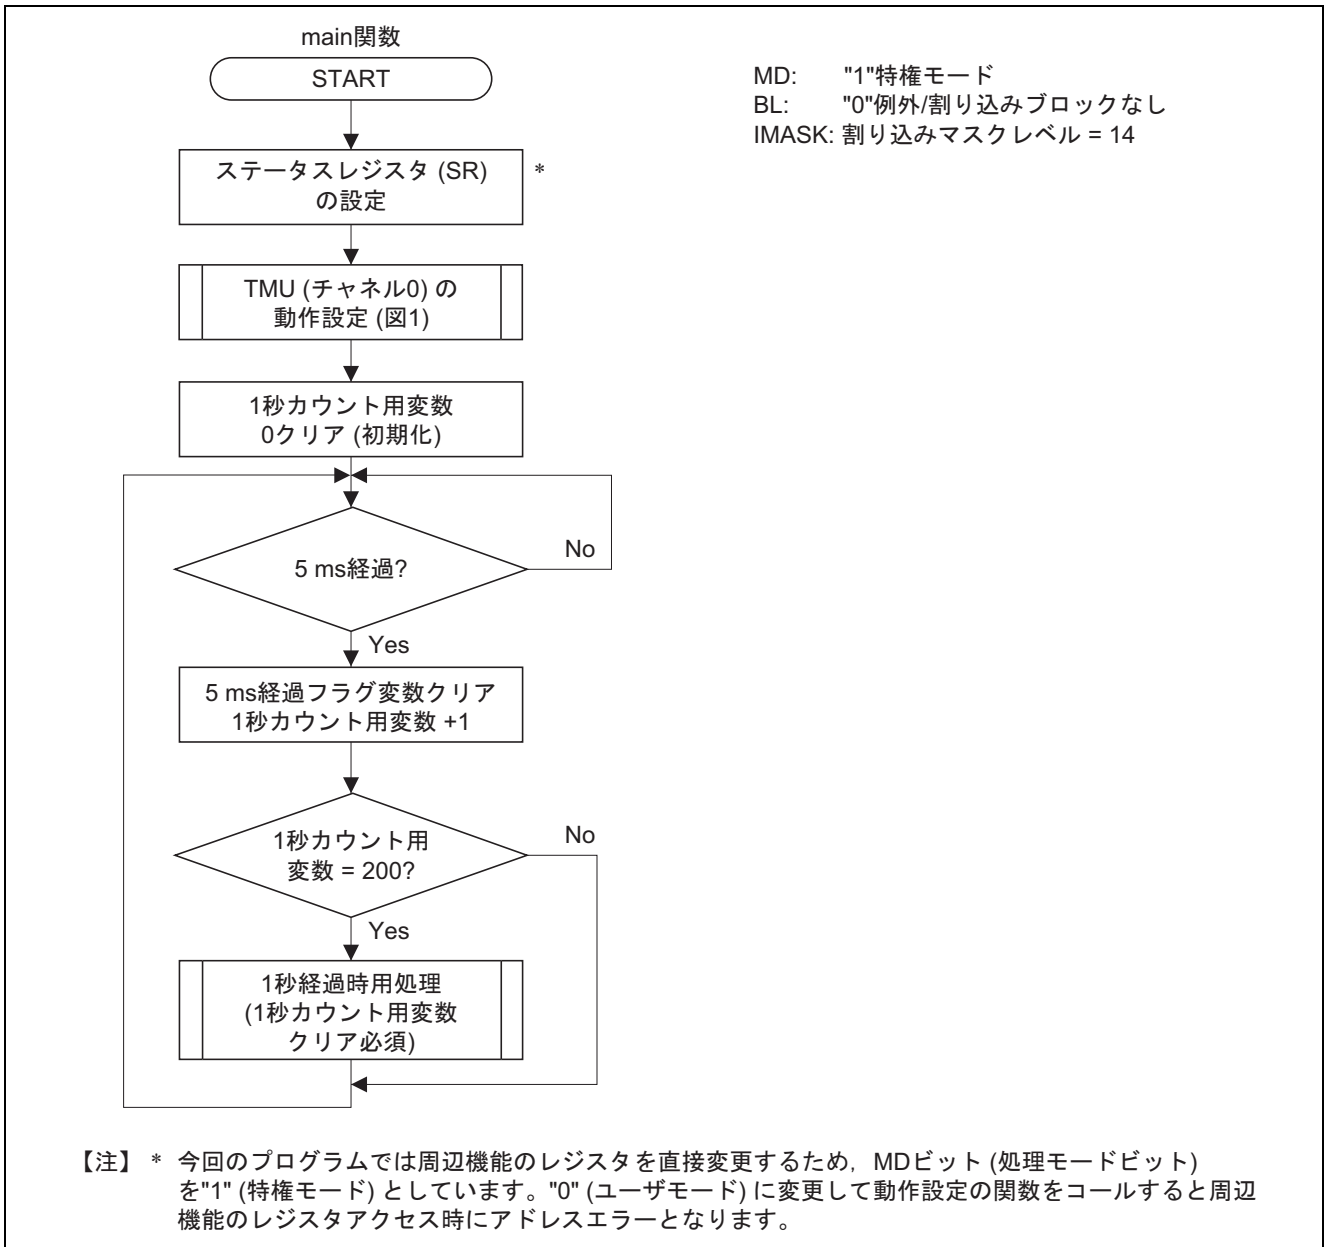 main関数
START
MD: "1"特権モード
BL: "0"例外/割り込みブロックなし
IMASK: 割り込みマスクレベル = 14
ステータスレジスタ (SR)
の設定
*
TMU (チャネル0) の
動作設定 (図1)
1秒カウント用変数
0クリア (初期化)
5 ms経過?
No
Yes
5 ms経過フラグ変数クリア
1秒カウント用変数 +1
1秒カウント用
変数 = 200?
No
Yes
1秒経過時用処理
(1秒カウント用変数
クリア必須)
【注】 * 今回のプログラムでは周辺機能のレジスタを直接変更するため，MDビット (処理モードビット)
を"1" (特権モード) としています。"0" (ユーザモード) に変更して動作設定の関数をコールすると周辺
機能のレジスタアクセス時にアドレスエラーとなります。